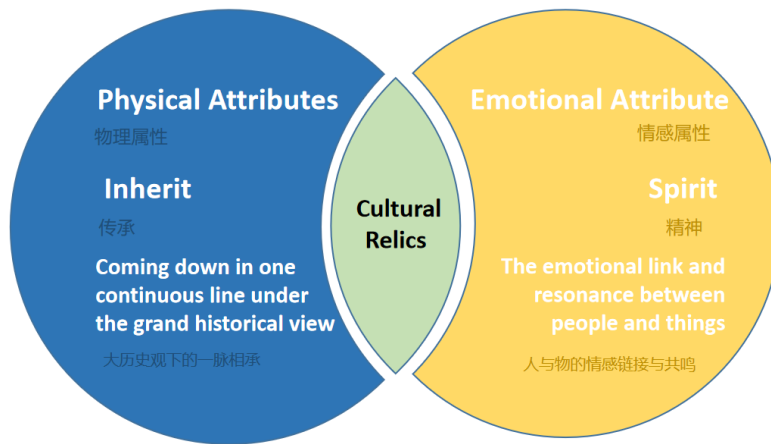 Physical Attributes
物理属性
Inherit
传承
Coming down in one
continuous line under
the grand historical view
大历史观下的一脉相承
Cultural
Relics
Emotional Attribute
情感属性
Spirit
精神
The emotional link and
resonance between
people and things
人与物的情感链接与共鸣